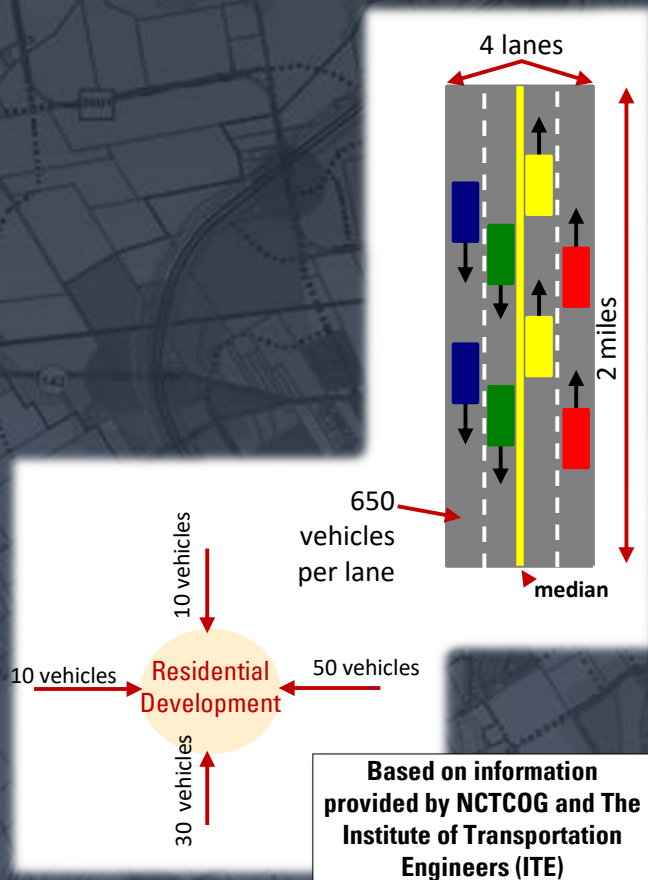 4 lanes
2 miles
650
vehicles
per lane
median
10 vehicles
10 vehicles
Residential
Development
50 vehicles
30 vehicles
Based on information
provided by NCTCOG and The
Institute of Transportation
Engineers (ITE)